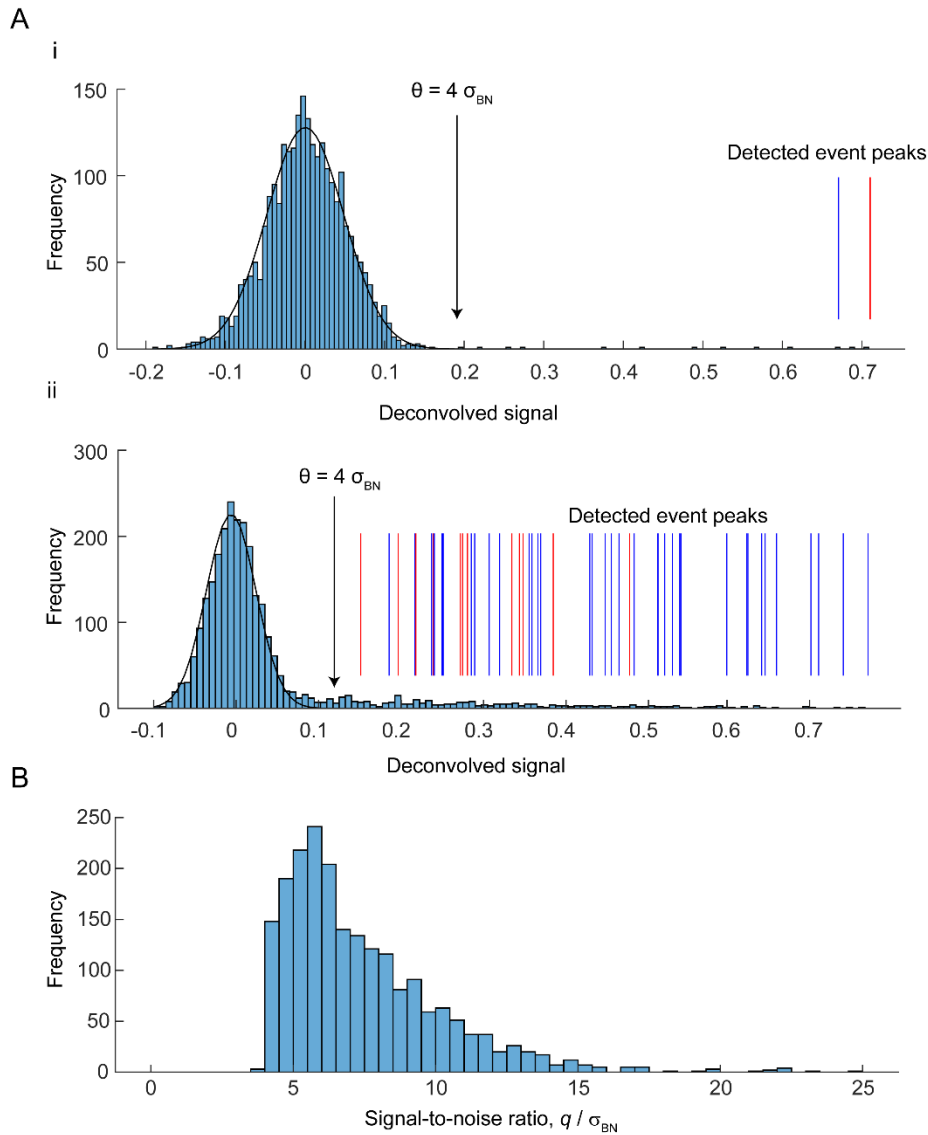 A
i
θ = 4 σBN
Detected event peaks
Frequency
150
100
50
0
-0.2 -0.1 0 0.1 0.2 0.3 0.4 0.5 0.6 0.7
Deconvolved signal
ii
θ = 4 σBN
Detected event peaks
Frequency
300
200
100
0
-0.1 0 0.1 0.2 0.3 0.4 0.5 0.6 0.7
Deconvolved signal
B
Frequency
250
200
150
100
50
0
0 5 10 15 20 25
Signal-to-noise ratio, q / σBN